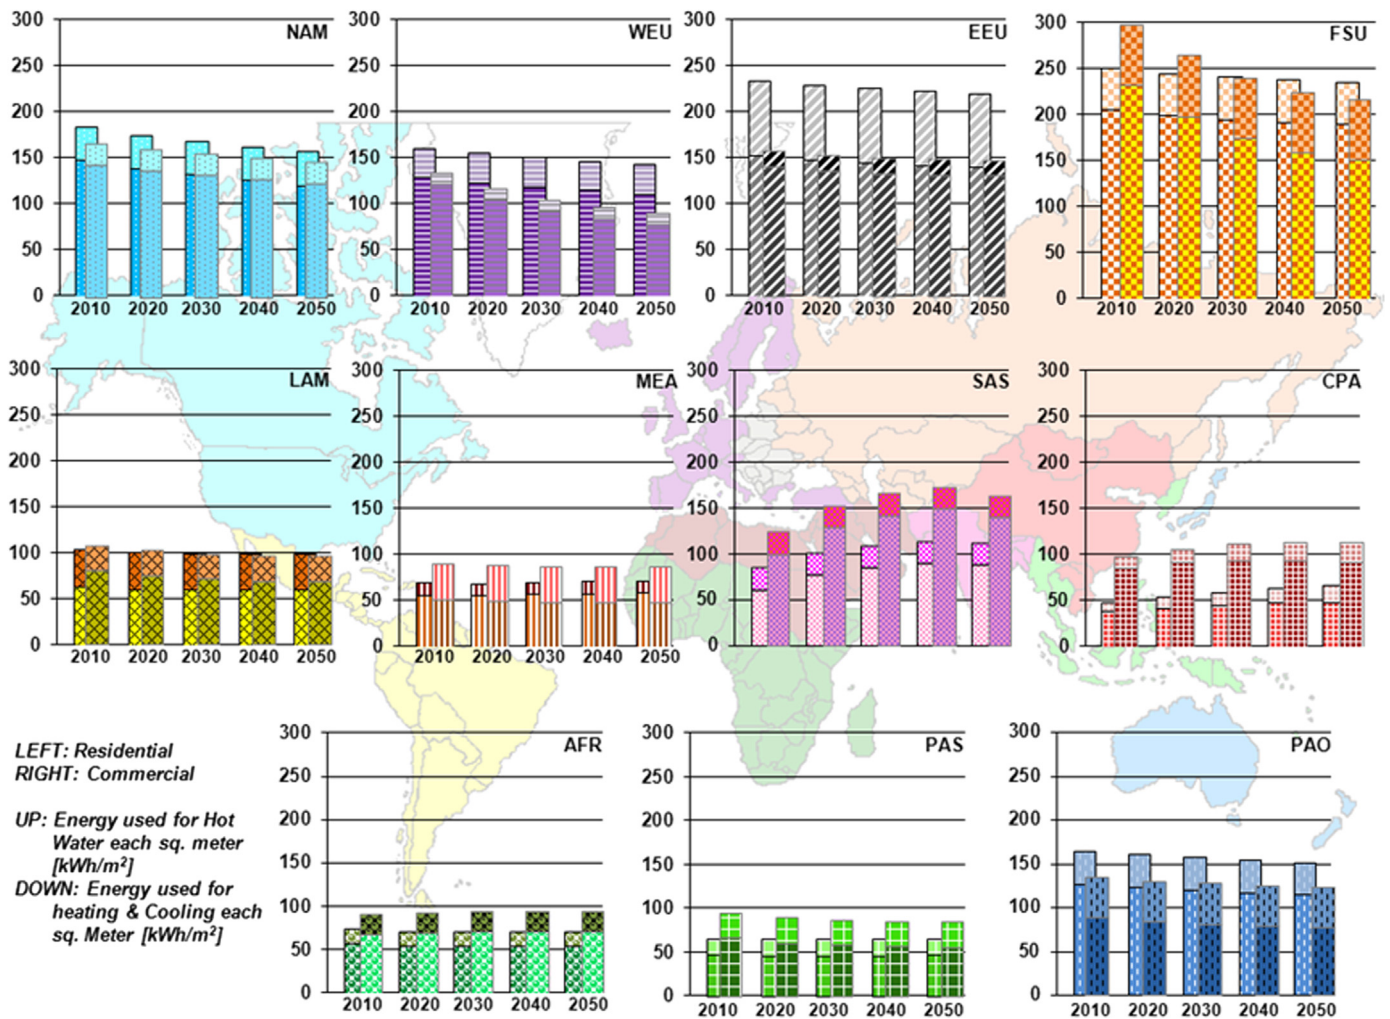 NAM
300
250
200
150
100
50
0
2010 2020 2030 2040 2050
WEU
300
250
200
150
100
50
0
2010 2020 2030 2040 2050
EEU
300
250
200
150
100
50
0
2010 2020 2030 2040 2050
FSU
300
250
200
150
100
50
0
2010 2020 2030 2040 2050
LAM
300
250
200
150
100
50
0
2010 2020 2030 2040 2050
MEA
300
250
200
150
100
50
0
2010 2020 2030 2040 2050
SAS
300
250
200
150
100
50
0
CPA
300
250
200
150
100
50
0
LEFT: Residential
RIGHT: Commercial
UP: Energy used for Hot
Water each sq. meter
[kWh/m²]
DOWN: Energy used for
heating & Cooling each
sq. Meter [kWh/m²]
AFR
300
250
200
150
100
50
0
2010 2020 2030 2040 2050
PAS
300
250
200
150
100
50
0
2010 2020 2030 2040 2050
PAO
300
250
200
150
100
50
0
2010 2020 2030 2040 2050